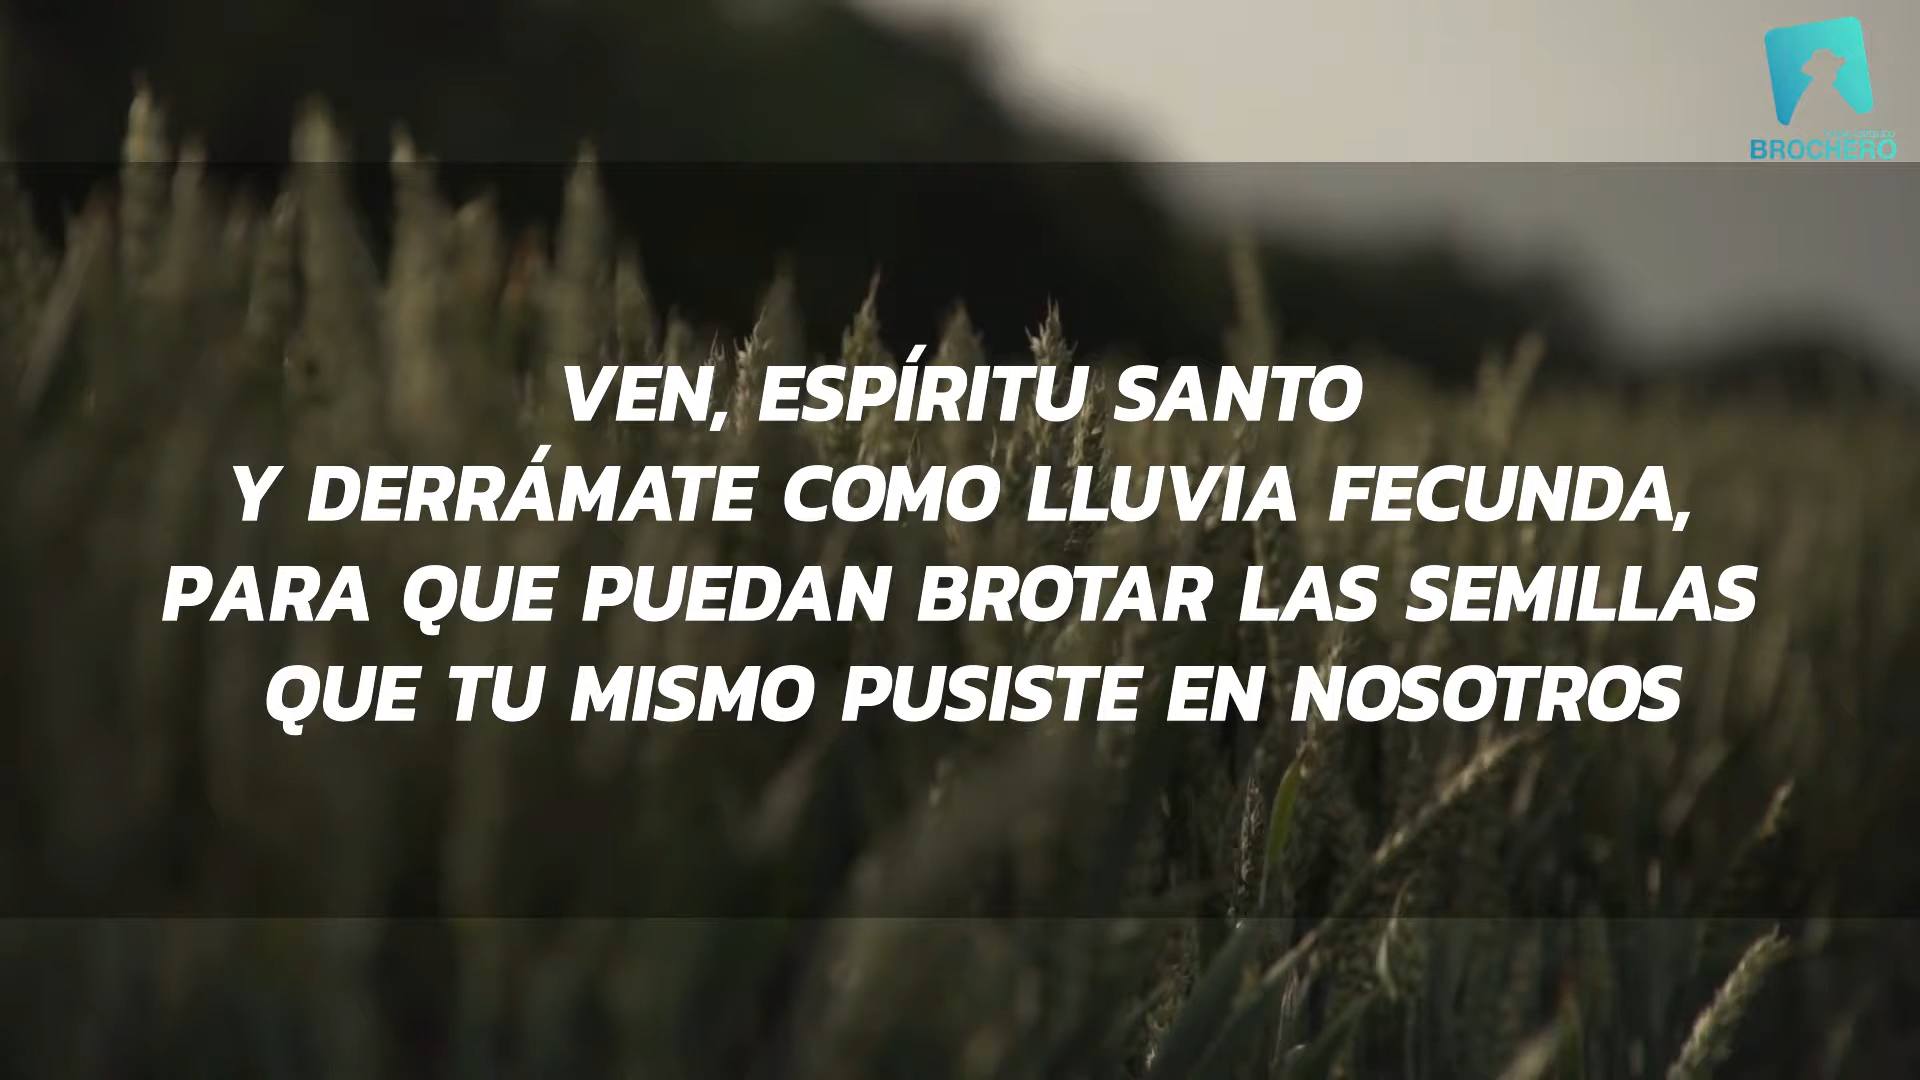 BROCHERO
VEN, ESPÍRITU SANTO
Y DERRÁMATE COMO LLUVIA FECUNDA,
PARA QUE PUEDAN BROTAR LAS SEMILLAS
QUE TU MISMO PUSISTE EN NOSOTROS